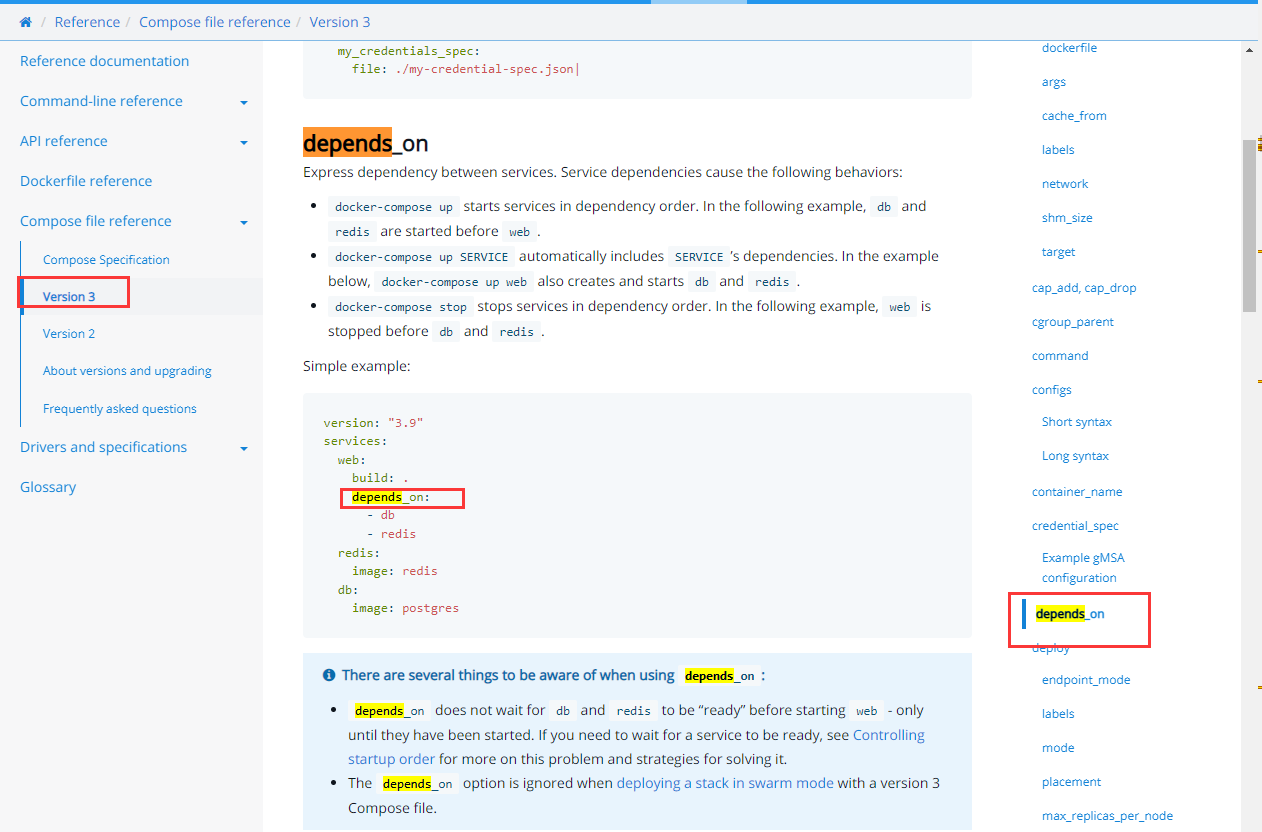 / Reference / Compose file reference / Version 3
Reference documentation
Command-line reference
API reference
Dockerfile reference
Compose file reference
Compose Specification
Version 3
Version 2
About versions and upgrading
Frequently asked questions
Drivers and specifications
Glossary
my_credentials_spec:
file: ./my-credential-spec.json|
depends_on
Express dependency between services. Service dependencies cause the following behaviors:
• docker-compose up starts services in dependency order. In the following example, db and
redis are started before web .
• docker-compose up SERVICE automatically includes SERVICE ’s dependencies. In the example
below, docker-compose up web also creates and starts db and redis .
• docker-compose stop stops services in dependency order. In the following example, web is
stopped before db and redis .
Simple example:
version: "3.9"
services:
web:
build: .
depends_on:
- db
- redis
redis:
image: redis
db:
image: postgres
There are several things to be aware of when using depends_on :
• depends_on does not wait for db and redis to be “ready” before starting web - only
until they have been started. If you need to wait for a service to be ready, see Controlling
startup order for more on this problem and strategies for solving it.
• The depends_on option is ignored when deploying a stack in swarm mode with a version 3
Compose file.
dockerfile
args
cache_from
labels
network
shm_size
target
cap_add, cap_drop
cgroup_parent
command
configs
Short syntax
Long syntax
container_name
credential_spec
Example gMSA
configuration
depends_on
deploy
endpoint_mode
labels
mode
placement
max_replicas_per_node